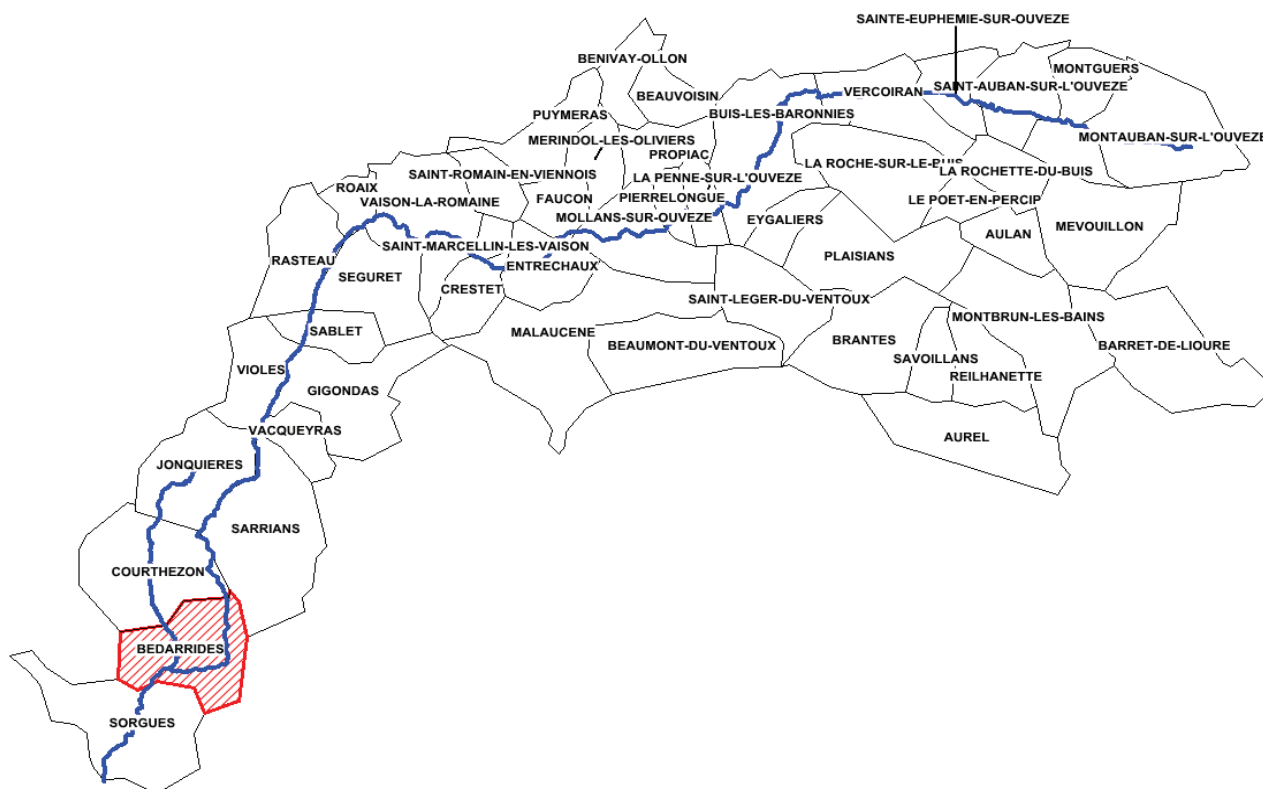 SAINTE-EUPHEMIE-SUR-OUVEZE
BENIVAY-OLLON
MONTGUERS
SAINT-AUBAN-SUR-L'OUVEZE
BEAUVOISIN
VERCOIRAN
PUYMERAS
BUIS-LES-BARONNIES
MERINDOL-LES-OLIVIERS
MONTAUBAN-SUR-L'OUVEZE
PROPIAC
LA ROCHE-SUR-LE-BUIS
LA ROCHETTE-DU-BUIS
SAINT-ROMAIN-EN-VIENNOIS
LA PENNE-SUR-L'OUVEZE
ROAIX
VAISON-LA-ROMAINE
FAUCON
PIERRELONGUE
LE POET-EN-PERCIP
MOLLANS-SUR-OUVEZE
EYGALIERS
MEVOUILLON
AULAN
SAINT-MARCELLIN-LES-VAISON
PLAISIANS
RASTEAU
ENTRECHAUX
SEGURET
CRESTET
SAINT-LEGER-DU-VENTOUX
MONTBRUN-LES-BAINS
SABLET
MALAUCENE
BEAUMONT-DU-VENTOUX
BRANTES
BARRET-DE-LIOURE
SAVOILLANS
VIOLES
REILHANETTE
GIGONDAS
VACQUEYRAS
AUREL
JONQUIERES
SARRIANS
COURTHEZON
BEDARRIDES
SORGUES